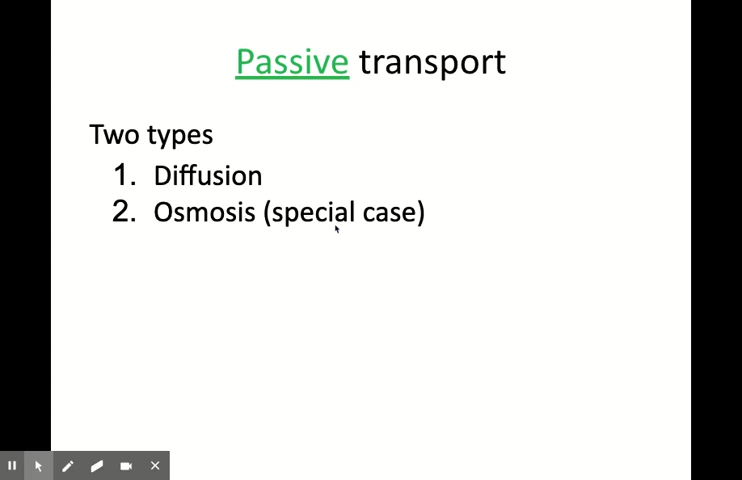 Passive transport
Two types
1. Diffusion
2. Osmosis (special case)